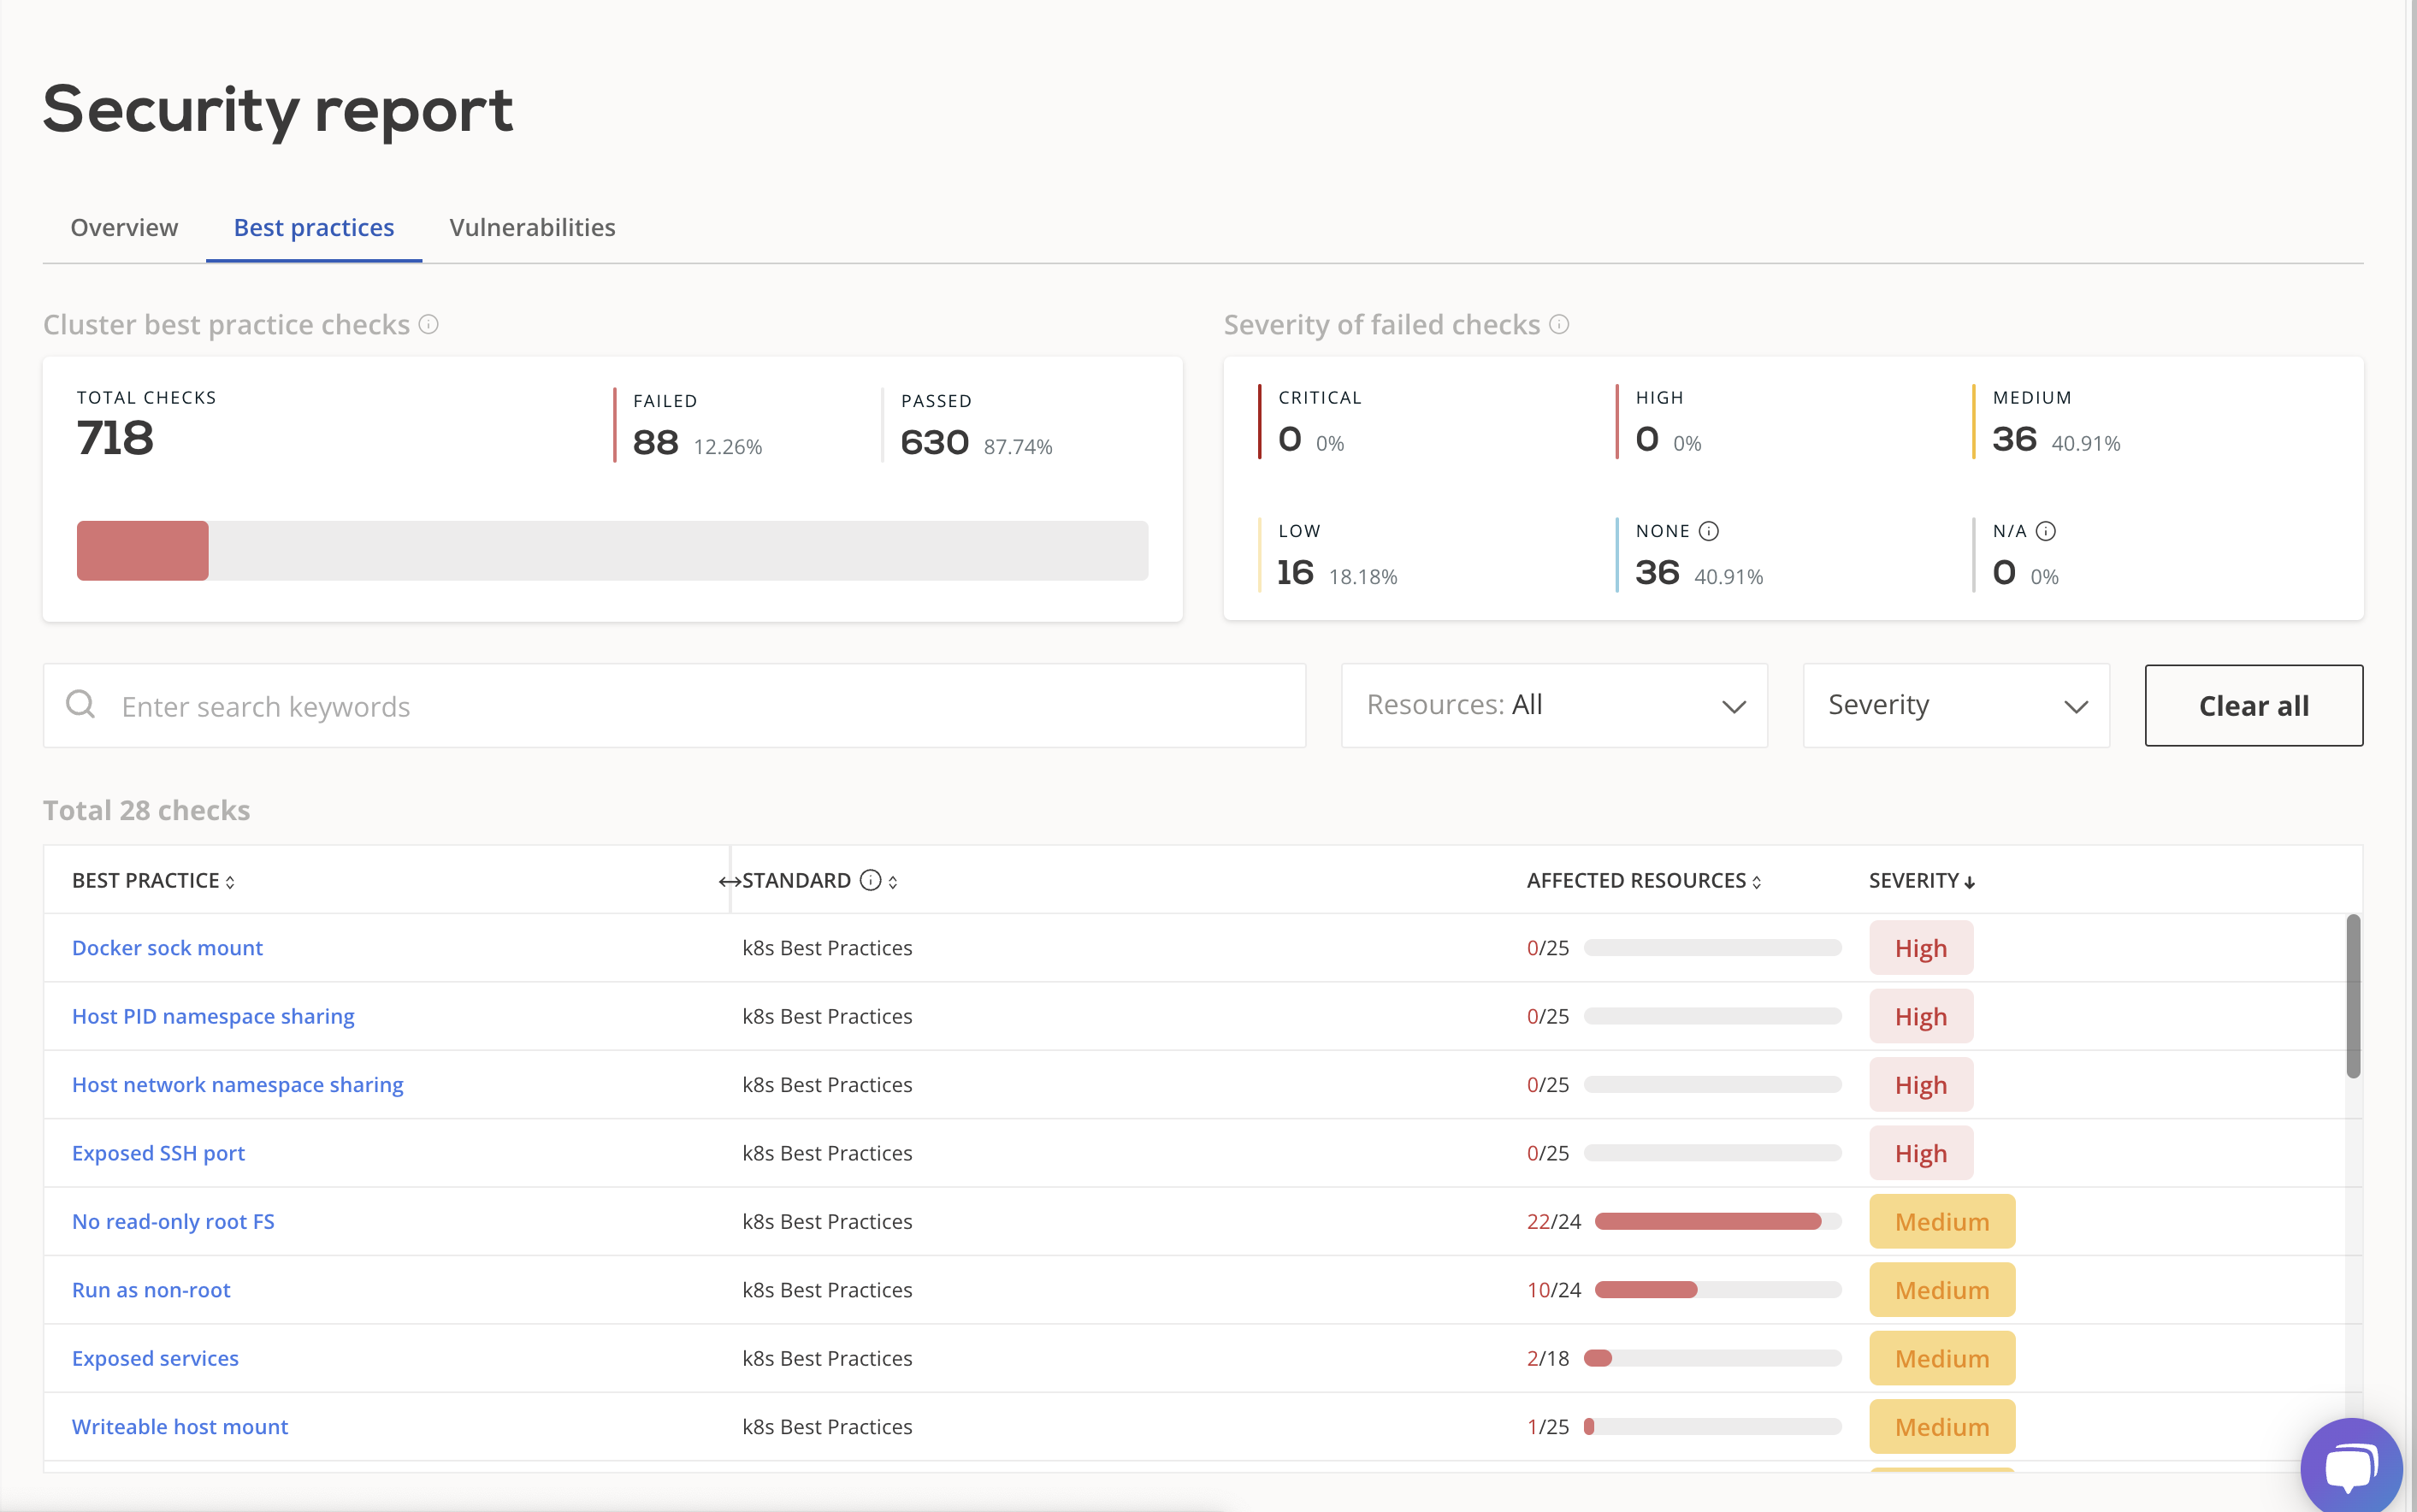 Security report
Overview Best practices Vulnerabilities
Cluster best practice checks
TOTAL CHECKS
718
FAILED
88 12.26%
PASSED
630 87.74%
Severity of failed checks
CRITICAL
0 0%
HIGH
0 0%
MEDIUM
36 40.91%
LOW
16 18.18%
NONE
36 40.91%
N/A
0 0%
Enter search keywords
Resources: All
Severity
Clear all
Total 28 checks
BEST PRACTICE STANDARD AFFECTED RESOURCES SEVERITY
Docker sock mount k8s Best Practices 0/25 High
Host PID namespace sharing k8s Best Practices 0/25 High
Host network namespace sharing k8s Best Practices 0/25 High
Exposed SSH port k8s Best Practices 0/25 High
No read-only root FS k8s Best Practices 22/24 Medium
Run as non-root k8s Best Practices 10/24 Medium
Exposed services k8s Best Practices 2/18 Medium
Writeable host mount k8s Best Practices 1/25 Medium